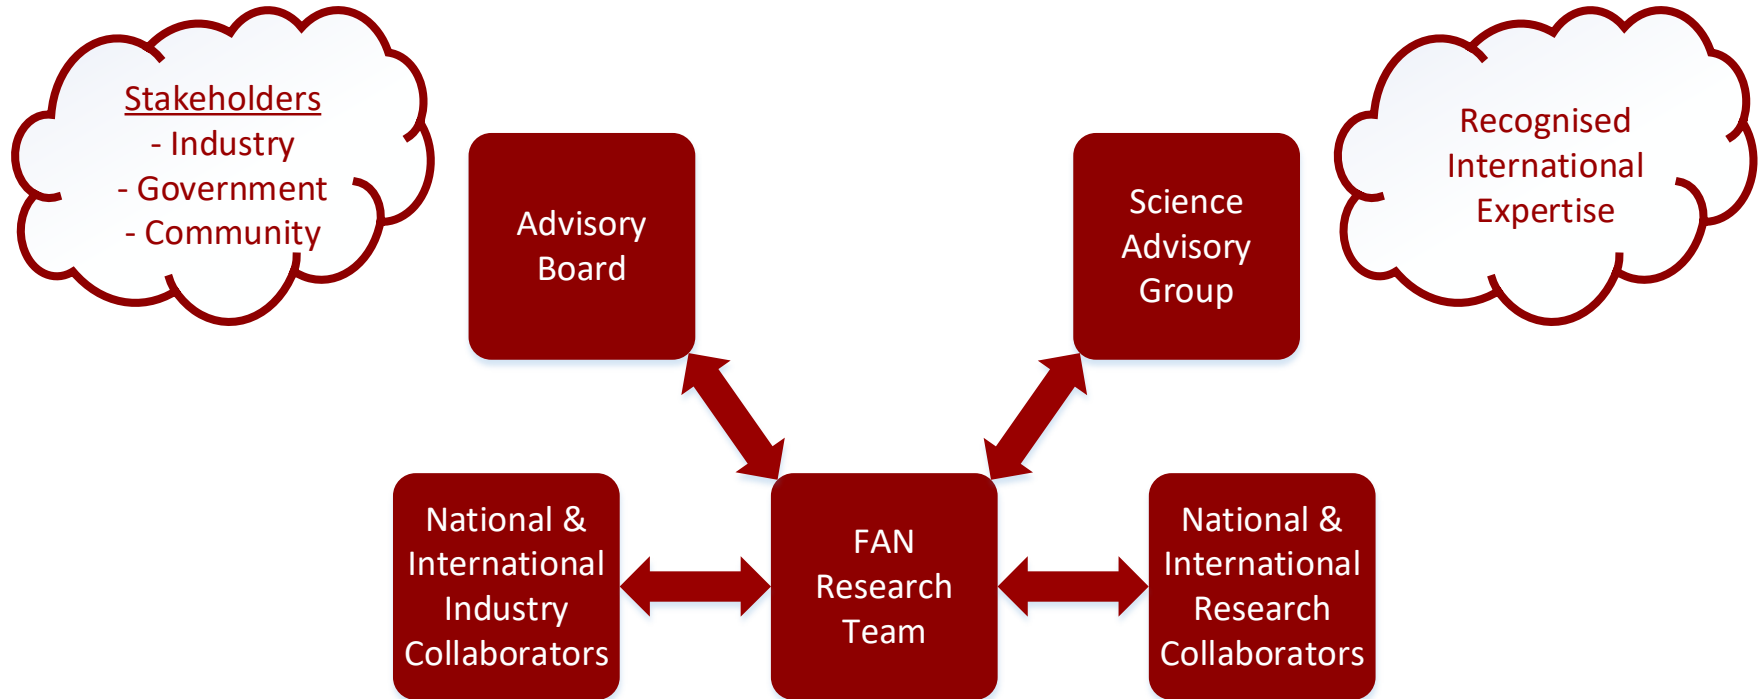 Stakeholders
- Industry
- Government
- Community
Advisory
Board
Science
Advisory
Group
Recognised
International
Expertise
National &
International
Industry
Collaborators
FAN
Research
Team
National &
International
Research
Collaborators